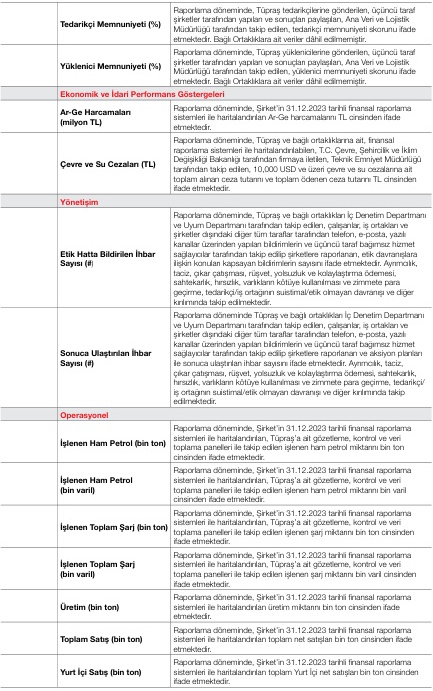 Tedarikçi Memnuniyeti (%)
Raporlama döneminde, Tüpraş tedarikçilerine gönderilen, üçüncü taraf
şirketler tarafından yapılan ve sonuçları paylaşılan, Ana Veri ve Lojistik
Müdürlüğü tarafından takip edilen, tedarikçi memnuniyeti skorunu ifade
etmektedir. Bağlı Ortaklıklara ait veriler dâhil edilmemiştir.
Yüklenici Memnuniyeti (%)
Raporlama döneminde, Tüpraş yüklenicilerine gönderilen, üçüncü taraf
şirketler tarafından yapılan ve sonuçları paylaşılan, Ana Veri ve Lojistik
Müdürlüğü tarafından takip edilen, yüklenici memnuniyeti skorunu ifade
etmektedir. Bağlı Ortaklıklara ait veriler dâhil edilmemiştir.
Ekonomik ve İdari Performans Göstergeleri
Ar-Ge Harcamaları
(milyon TL)
Raporlama döneminde, Şirket'in 31.12.2023 tarihli finansal raporlama
sistemleri ile haritalandırılan Ar-Ge harcamalarını TL cinsinden ifade
etmektedir.
Çevre ve Su Cezaları (TL)
Raporlama döneminde, Tüpraş ve bağlı ortaklıklarına ait, finansal
raporlama sistemleri ile haritalandırılabilen, T.C. Çevre, Şehircilik ve İklim
Değişikliği Bakanlığı tarafından firmaya iletilen, Teknik Emniyet Müdürlüğü
tarafından takip edilen, 10,000 USD ve üzeri çevre ve su cezalarına ait
toplam alınan ceza tutarını ve toplam ödenen ceza tutarını TL cinsinden
ifade etmektedir.
Yönetişim
Etik Hatta Bildirilen İhbar
Sayısı (#)
Raporlama döneminde, Tüpraş ve bağlı ortaklıkları İç Denetim Departmanı
ve Uyum Departmanı tarafından takip edilen, çalışanlar, iş ortakları ve
şirketler dışındaki diğer tüm taraflar tarafından telefon, e-posta, yazılı
kanallar üzerinden yapılan bildirimlerin ve üçüncü taraf bağımsız hizmet
sağlayıcılar tarafından takip edilip şirketlere raporlanan, etik davranışlara
ilişkin konuları kapsayan bildirimlerin sayısını ifade etmektedir. Ayrımcılık,
taciz, çıkar çatışması, rüşvet, yolsuzluk ve kolaylaştırma ödemesi,
sahtekarlık, hırsızlık, varlıkların kötüye kullanılması ve zimmete para
geçirme, tedarikçi/iş ortağının suistimal/etik olmayan davranışı ve diğer
kırılımında takip edilmektedir.
Sonuca Ulaştırılan İhbar
Sayısı (#)
Raporlama döneminde Tüpraş ve bağlı ortaklıkları İç Denetim Departmanı
ve Uyum Departmanı tarafından takip edilen, çalışanlar, iş ortakları ve
şirketler dışındaki diğer tüm taraflar tarafından telefon, e-posta, yazılı
kanallar üzerinden yapılan bildirimlerin ve üçüncü taraf bağımsız hizmet
sağlayıcılar tarafından takip edilip şirketlere raporlanan ve aksiyon planları
ile sonuca ulaştırılan ihbar sayısını ifade etmektedir. Ayrımcılık, taciz,
çıkar çatışması, rüşvet, yolsuzluk ve kolaylaştırma ödemesi, sahtekarlık,
hırsızlık, varlıkların kötüye kullanılması ve zimmete para geçirme, tedarikçi/
iş ortağının suistimal/etik olmayan davranışı ve diğer kırılımında takip
edilmektedir.
Operasyonel
İşlenen Ham Petrol (bin ton)
Raporlama döneminde, Şirket'in 31.12.2023 tarihli finansal raporlama
sistemleri ile haritalandırılan, Tüpraş'a ait gözetleme, kontrol ve veri
toplama panelleri ile takip edilen işlenen ham petrol miktarını bin ton
cinsinden ifade etmektedir.
İşlenen Ham Petrol
(bin varil)
Raporlama döneminde, Şirket'in 31.12.2023 tarihli finansal raporlama
sistemleri ile haritalandırılan, Tüpraş'a ait gözetleme, kontrol ve veri
toplama panelleri ile takip edilen işlenen ham petrol miktarını bin varil
cinsinden ifade etmektedir.
İşlenen Toplam Şarj (bin ton)
Raporlama döneminde, Şirket'in 31.12.2023 tarihli finansal raporlama
sistemleri ile haritalandırılan, Tüpraş'a ait gözetleme, kontrol ve veri
toplama panelleri ile takip edilen işlenen şarj miktarını bin ton cinsinden
ifade etmektedir.
İşlenen Toplam Şarj
(bin varil)
Raporlama döneminde, Şirket'in 31.12.2023 tarihli finansal raporlama
sistemleri ile haritalandırılan, Tüpraş'a ait gözetleme, kontrol ve veri
toplama panelleri ile takip edilen işlenen şarj miktarını bin varil cinsinden
ifade etmektedir.
Üretim (bin ton)
Raporlama döneminde, Şirket'in 31.12.2023 tarihli finansal raporlama
sistemleri ile haritalandırılan üretim miktarını bin ton cinsinden ifade
etmektedir.
Toplam Satış (bin ton)
Raporlama döneminde, Şirket'in 31.12.2023 tarihli finansal raporlama
sistemleri ile haritalandırılan toplam net satışları bin ton cinsinden ifade
etmektedir.
Yurt İçi Satış (bin ton)
Raporlama döneminde, Şirket'in 31.12.2023 tarihli finansal raporlama
sistemleri ile haritalandırılan toplam Yurt İçi net satışları bin ton cinsinden
ifade etmektedir.